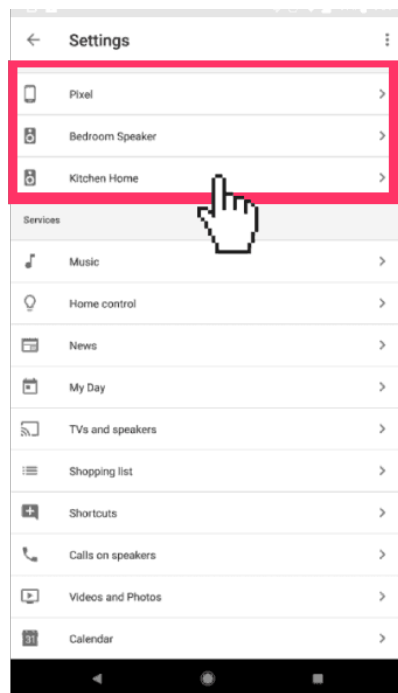 Settings
Pixel
Bedroom Speaker
Kitchen Home
Services
Music
Home control
News
My Day
TVs and speakers
Shopping list
Shortcuts
Calls on speakers
Videos and Photos
31
Calendar